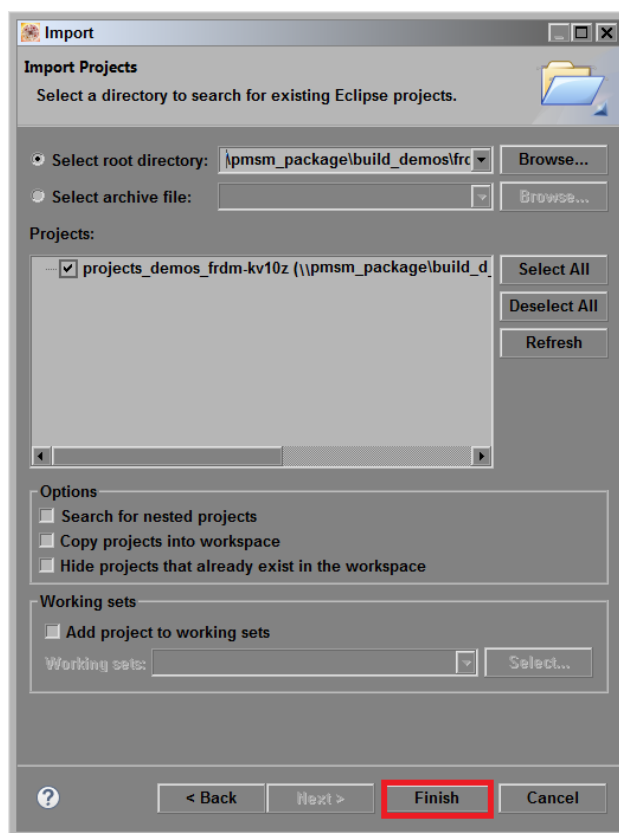 Import
Import Projects
Select a directory to search for existing Eclipse projects.
Select root directory: \pmsm_package\build_demos\frd Browse...
Select archive file: Browse...
Projects:
projects_demos_frdm-kv10z (\\pmsm_package\build_d Select All
Deselect All
Refresh
Options
Search for nested projects
Copy projects into workspace
Hide projects that already exist in the workspace
Working sets
Add project to working sets
Working sets: Select...
? < Back Next > Finish Cancel